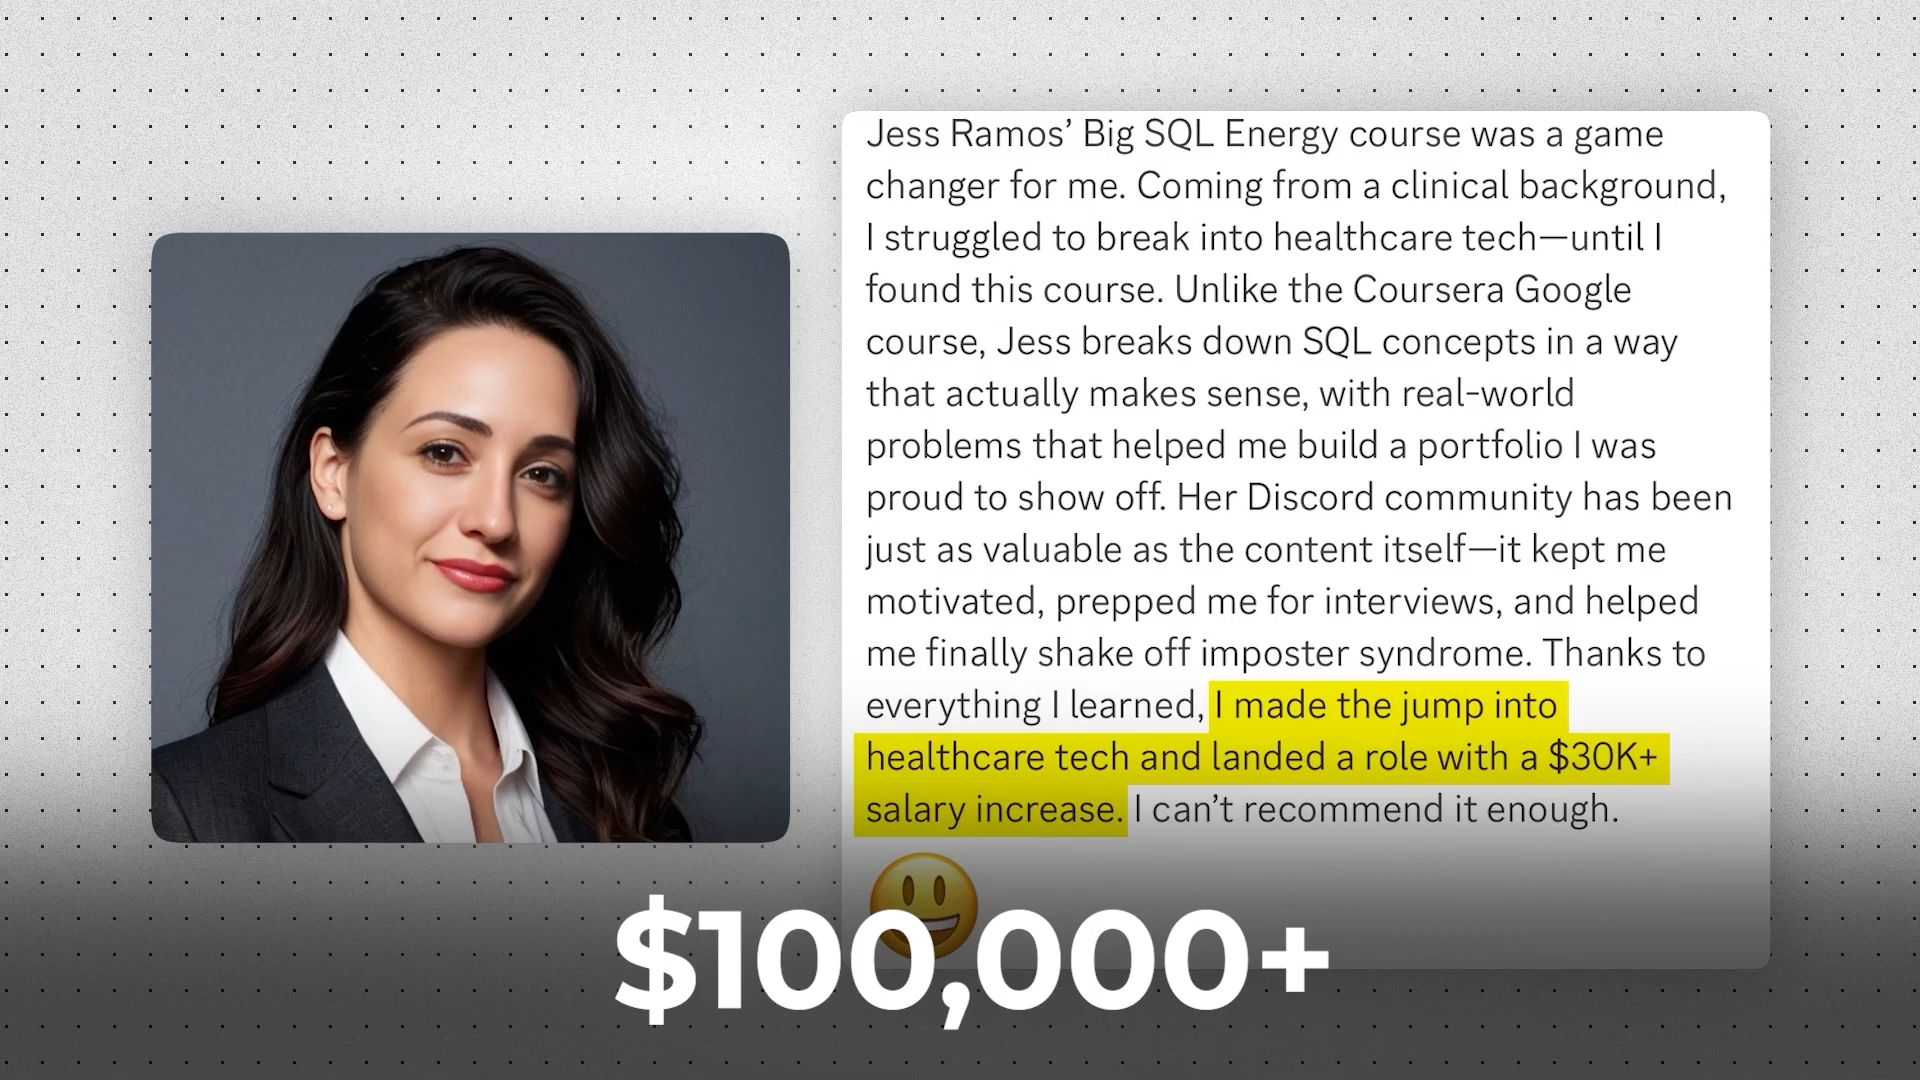 Jess Ramos’ Big SQL Energy course was a game
changer for me. Coming from a clinical background,
I struggled to break into healthcare tech—until I
found this course. Unlike the Coursera Google
course, Jess breaks down SQL concepts in a way
that actually makes sense, with real-world
problems that helped me build a portfolio I was
proud to show off. Her Discord community has been
just as valuable as the content itself—it kept me
motivated, prepped me for interviews, and helped
me finally shake off imposter syndrome. Thanks to
everything I learned, I made the jump into
healthcare tech and landed a role with a $30K+
salary increase. I can’t recommend it enough.
😃
$100,000+